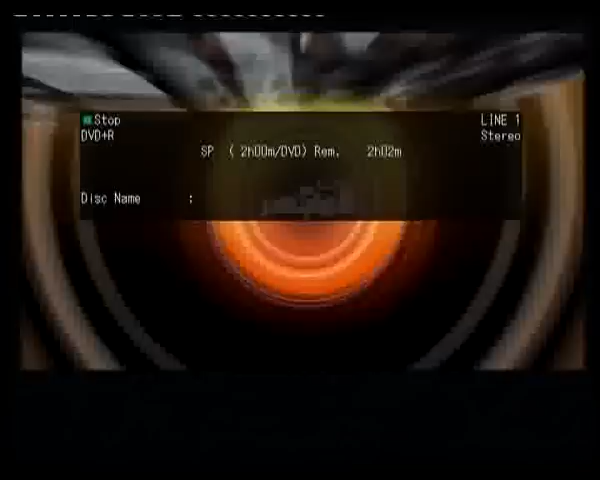 Stop
LINE 1
DVD+R
Stereo
SP ( 2h00m/DVD) Rem. 2h02m
Disc Name :